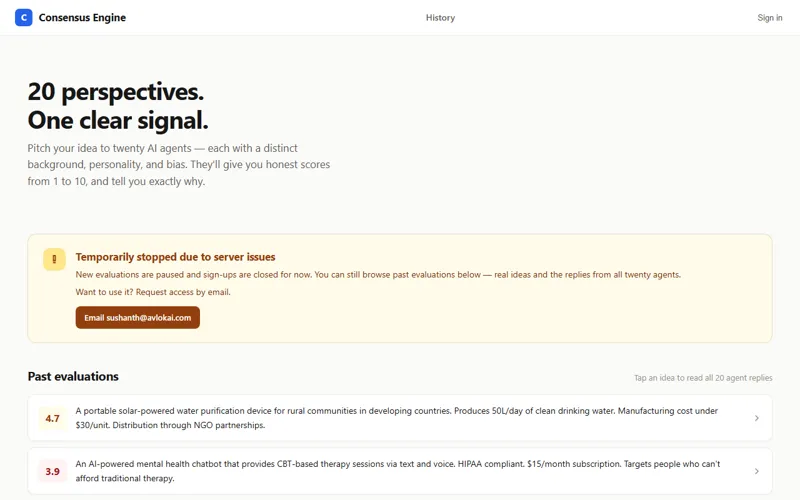 C Consensus Engine
History
Sign in
20 perspectives.
One clear signal.
Pitch your idea to twenty AI agents — each with a distinct
background, personality, and bias. They'll give you honest scores
from 1 to 10, and tell you exactly why.
!
Temporarily stopped due to server issues
New evaluations are paused and sign-ups are closed for now. You can still browse past evaluations below — real ideas and the replies from all twenty agents.
Want to use it? Request access by email.
Email sushanth@avlokai.com
Past evaluations
Tap an idea to read all 20 agent replies
4.7
A portable solar-powered water purification device for rural communities in developing countries. Produces 50L/day of clean drinking water. Manufacturing cost under
$30/unit. Distribution through NGO partnerships.
3.9
An AI-powered mental health chatbot that provides CBT-based therapy sessions via text and voice. HIPAA compliant. $15/month subscription. Targets people who can't
afford traditional therapy.